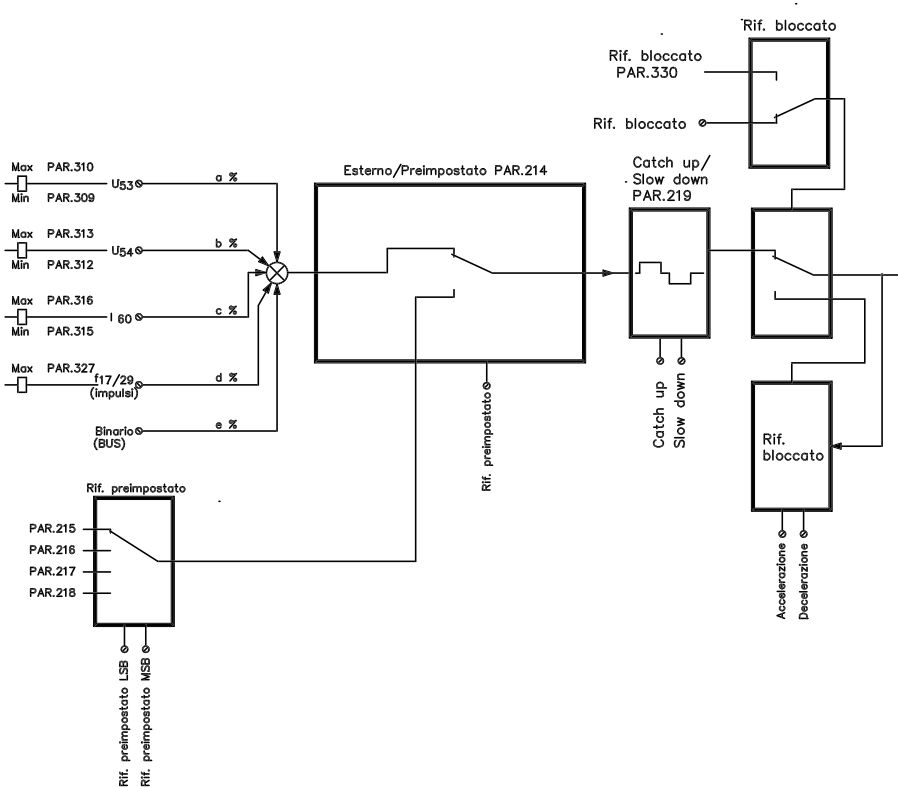 Rif. bloccato
Rif. bloccato
PAR.330
Rif. bloccato
Max PAR.310
U53
a %
Min PAR.309
Max PAR.313
U54
b %
Min PAR.312
Max PAR.316
I 60
c %
Min PAR.315
Max PAR.327
f17/29
(impulsi)
d %
Binario
(BUS)
e %
Esterno/Preimpostato PAR.214
Rif. preimpostato
Catch up/
Slow down
PAR.219
Catch up
Slow down
Rif.
bloccato
Accelerazione
Decelerazione
Rif. preimpostato
PAR.215
PAR.216
PAR.217
PAR.218
Rif. preimpostato LSB
Rif. preimpostato MSB